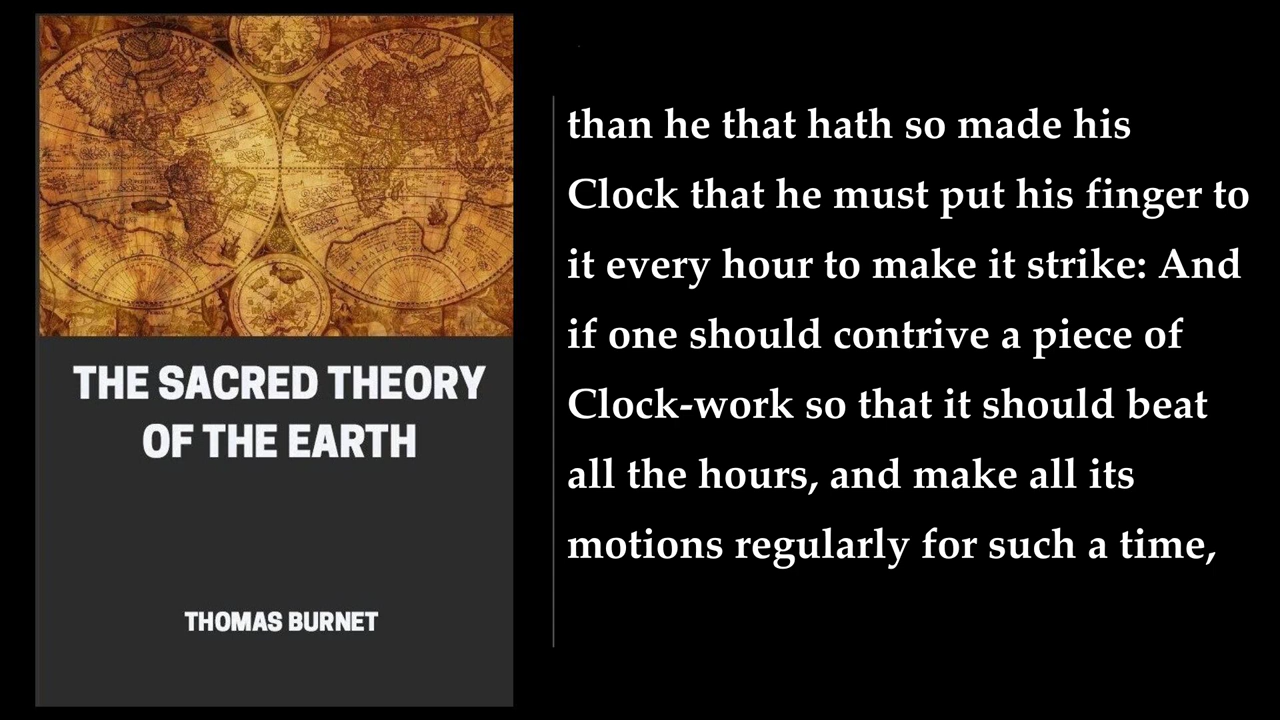 THE SACRED THEORY
OF THE EARTH
THOMAS BURNET
than he that hath so made his
Clock that he must put his finger to
it every hour to make it strike: And
if one should contrive a piece of
Clock-work so that it should beat
all the hours, and make all its
motions regularly for such a time,